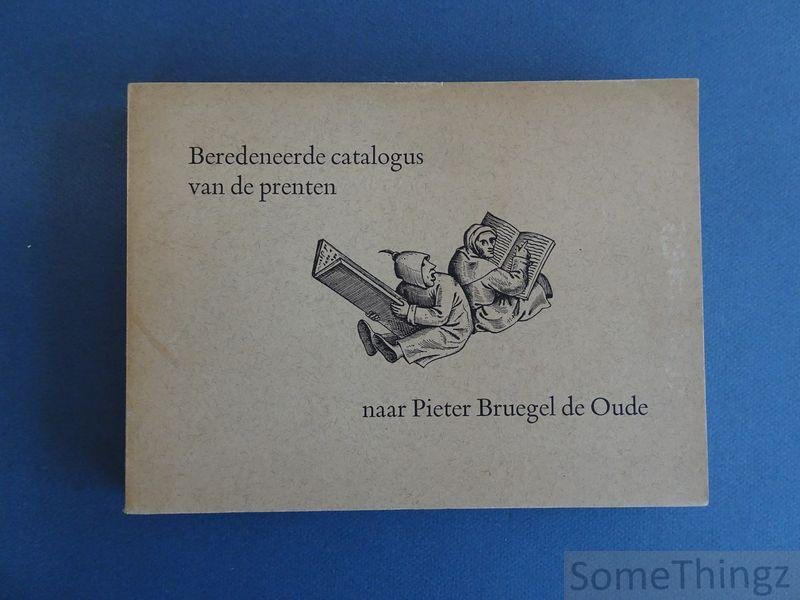 Beredeneerde catalogus
van de prenten
naar Pieter Bruegel de Oude
SomeThingz